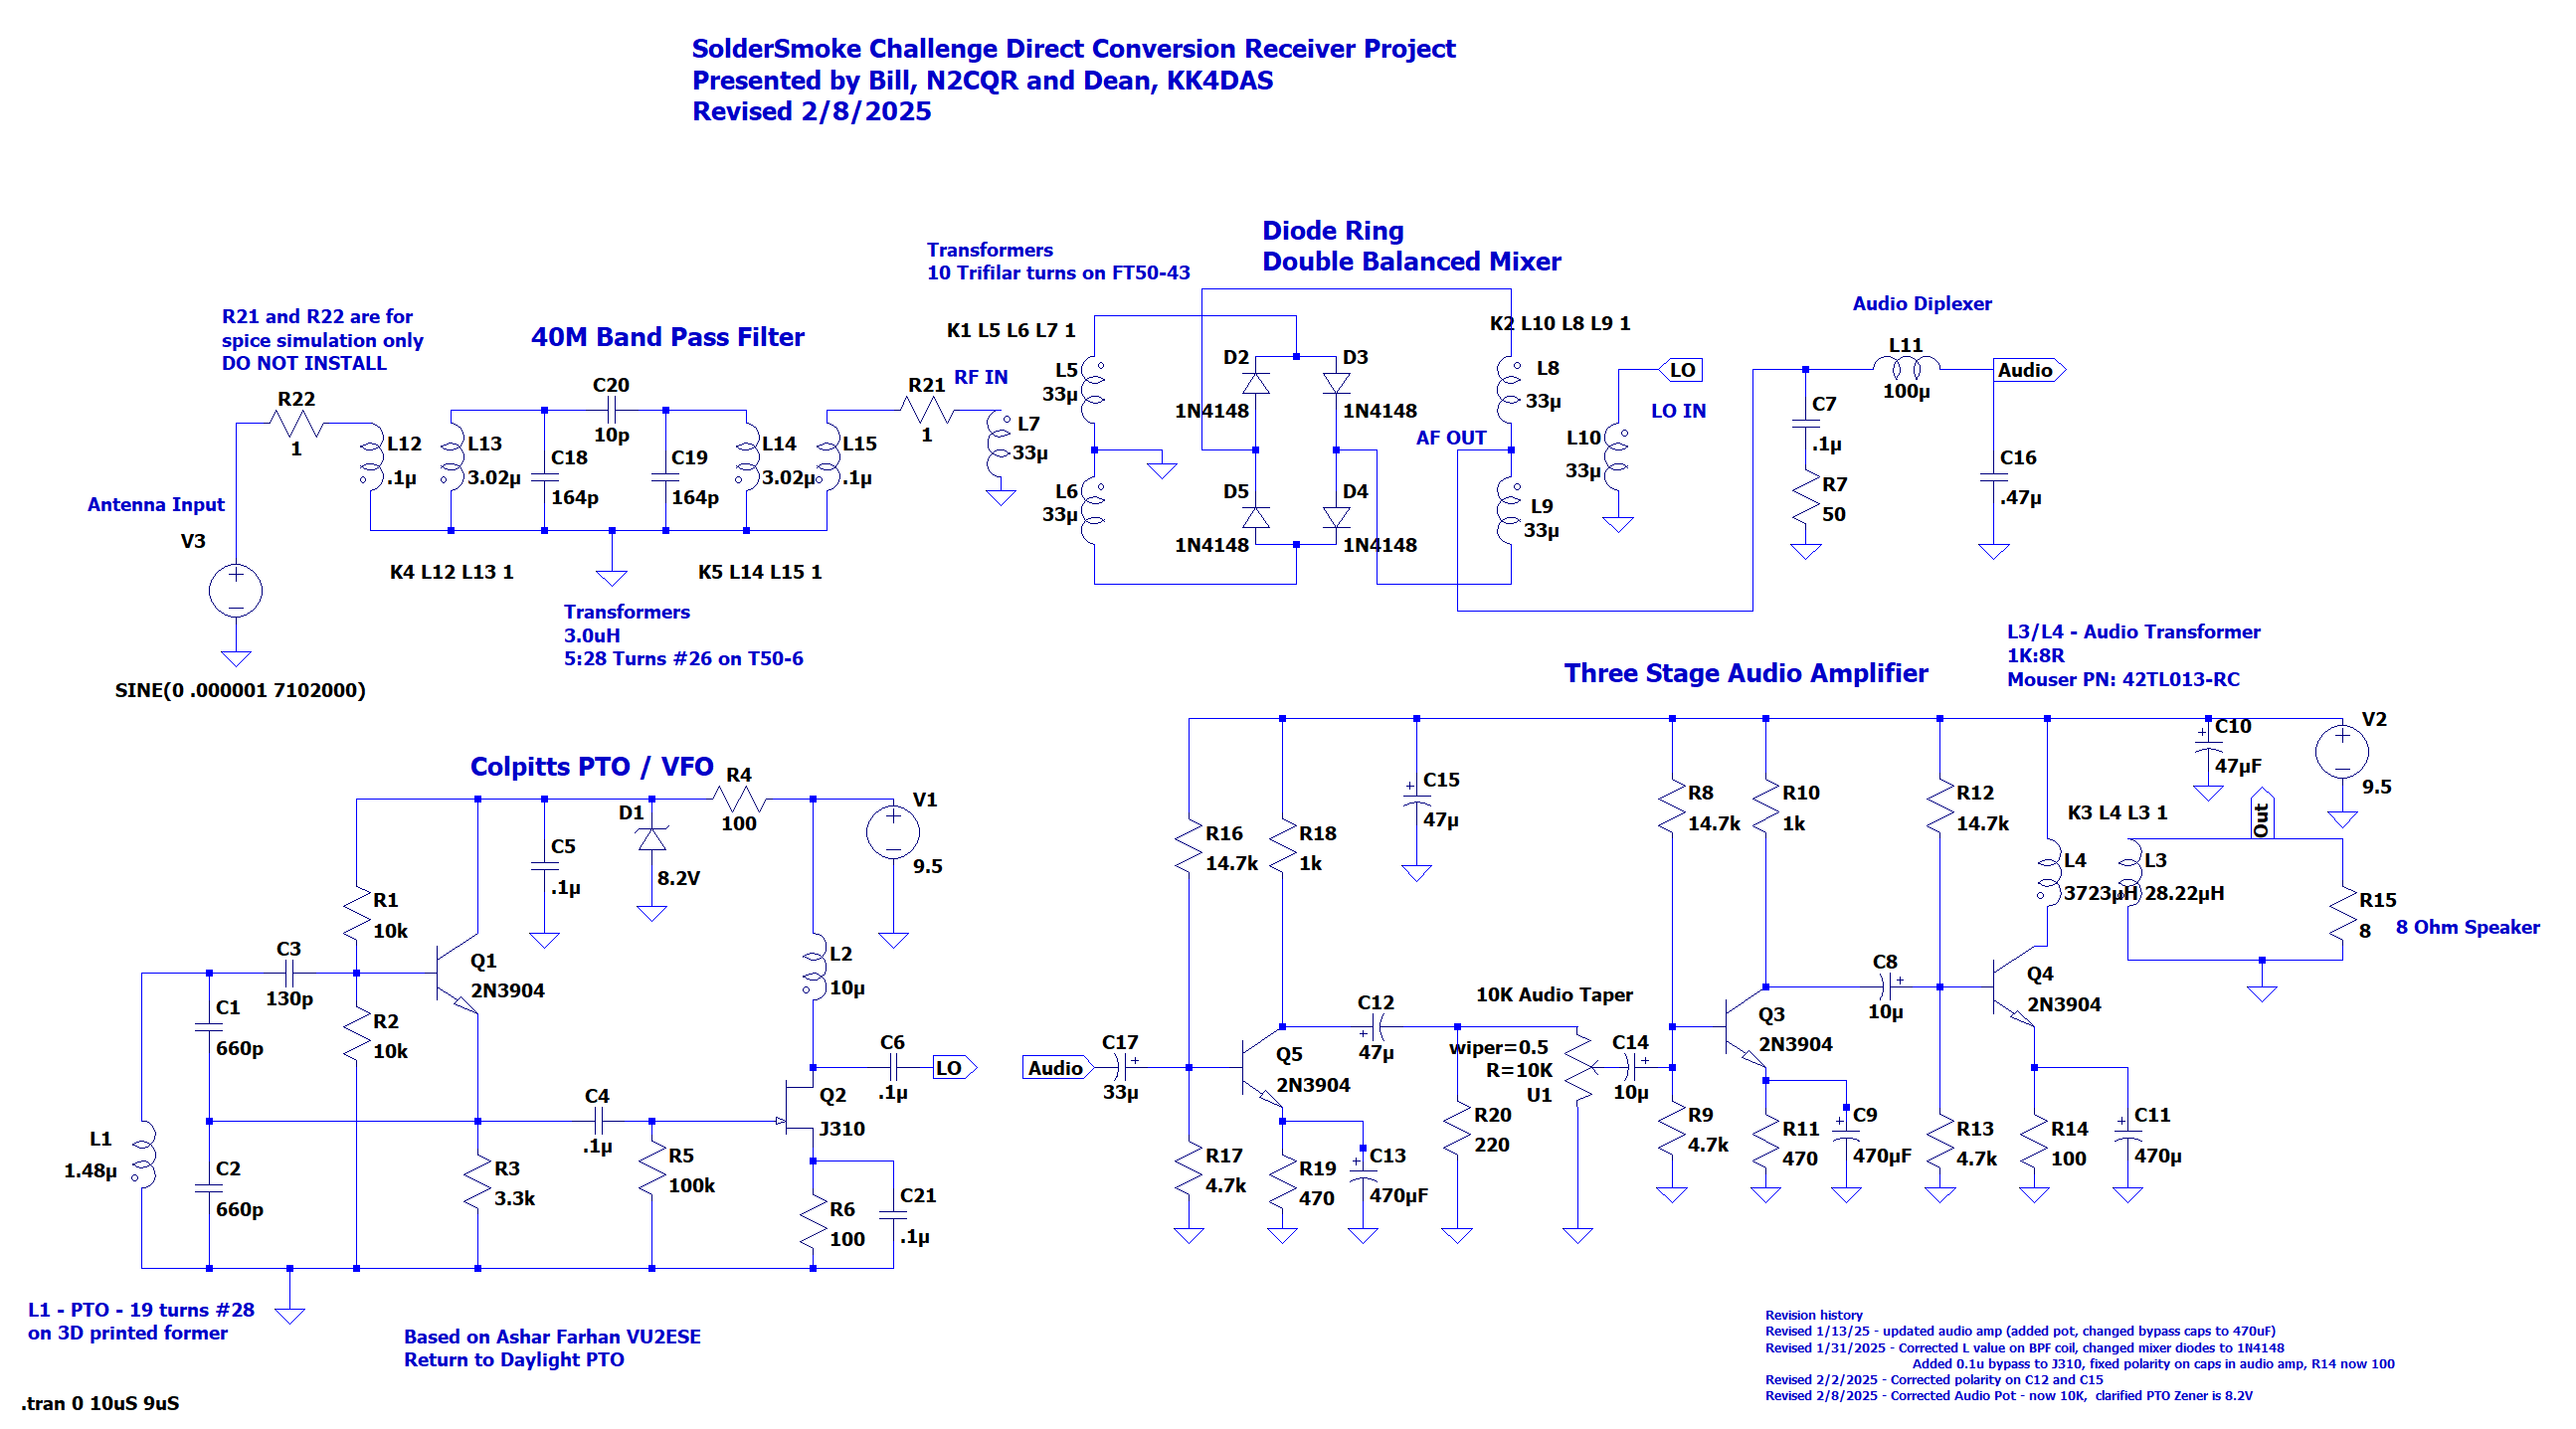 SolderSmoke Challenge Direct Conversion Receiver Project
Presented by Bill, N2CQR and Dean, KK4DAS
Revised 2/8/2025
Diode Ring
Double Balanced Mixer
Transformers
10 Trifilar turns on FT50-43
R21 and R22 are for
spice simulation only
DO NOT INSTALL
40M Band Pass Filter
Audio Diplexer
K1 L5 L6 L7 1
K2 L10 L8 L9 1
R22
1
L12
.1µ
L13
3.02µ
C18
164p
C20
10p
C19
164p
L14
3.02µ
L15
.1µ
R21
1
RF IN
L7
33µ
L5
33µ
L6
33µ
D2
1N4148
D3
1N4148
D5
1N4148
D4
1N4148
AF OUT
L8
33µ
L9
33µ
L10
33µ
LO
LO IN
C7
.1µ
R7
50
L11
100µ
Audio
C16
.47µ
Antenna Input
V3
SINE(0 .000001 7102000)
K4 L12 L13 1
K5 L14 L15 1
Transformers
3.0uH
5:28 Turns #26 on T50-6
L3/L4 - Audio Transformer
1K:8R
Mouser PN: 42TL013-RC
Three Stage Audio Amplifier
Colpitts PTO / VFO
R4
100
D1
8.2V
C5
.1µ
V1
9.5
R1
10k
C3
130p
Q1
2N3904
R2
10k
C1
660p
C2
660p
L1
1.48µ
R3
3.3k
C4
.1µ
R5
100k
L2
10µ
C6
.1µ
LO
Q2
J310
R6
100
C21
.1µ
L1 - PTO - 19 turns #28
on 3D printed former
Based on Ashar Farhan VU2ESE
Return to Daylight PTO
.tran 0 10uS 9uS
Audio
C17
33µ
R16
14.7k
R18
1k
C15
47µ
Q5
2N3904
R17
4.7k
R19
470
C13
470µF
C12
47µ
R20
220
10K Audio Taper
wiper=0.5
R=10K
U1
C14
10µ
R8
14.7k
R10
1k
R9
4.7k
Q3
2N3904
R11
470
C9
470µF
C8
10µ
R12
14.7k
R13
4.7k
Q4
2N3904
R14
100
C11
470µ
K3 L4 L3 1
L4
3723µH
L3
28.22µH
Out
C10
47µF
V2
9.5
R15
8
8 Ohm Speaker
Revision history
Revised 1/13/25 - updated audio amp (added pot, changed bypass caps to 470uF)
Revised 1/31/2025 - Corrected L value on BPF coil, changed mixer diodes to 1N4148
Added 0.1u bypass to J310, fixed polarity on caps in audio amp, R14 now 100
Revised 2/2/2025 - Corrected polarity on C12 and C15
Revised 2/8/2025 - Corrected Audio Pot - now 10K, clarified PTO Zener is 8.2V